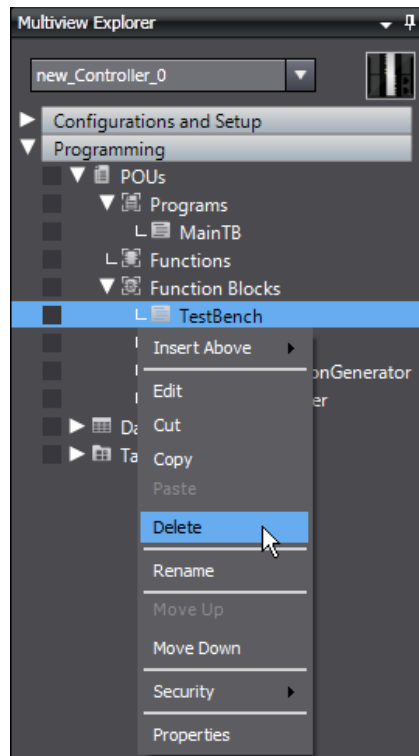 Multiview Explorer
new_Controller_0
Configurations and Setup
Programming
POUs
Programs
MainTB
Functions
Function Blocks
TestBench
Insert Above
onGenerator
Edit
er
Cut
Copy
Paste
Delete
Rename
Move Up
Move Down
Security
Properties